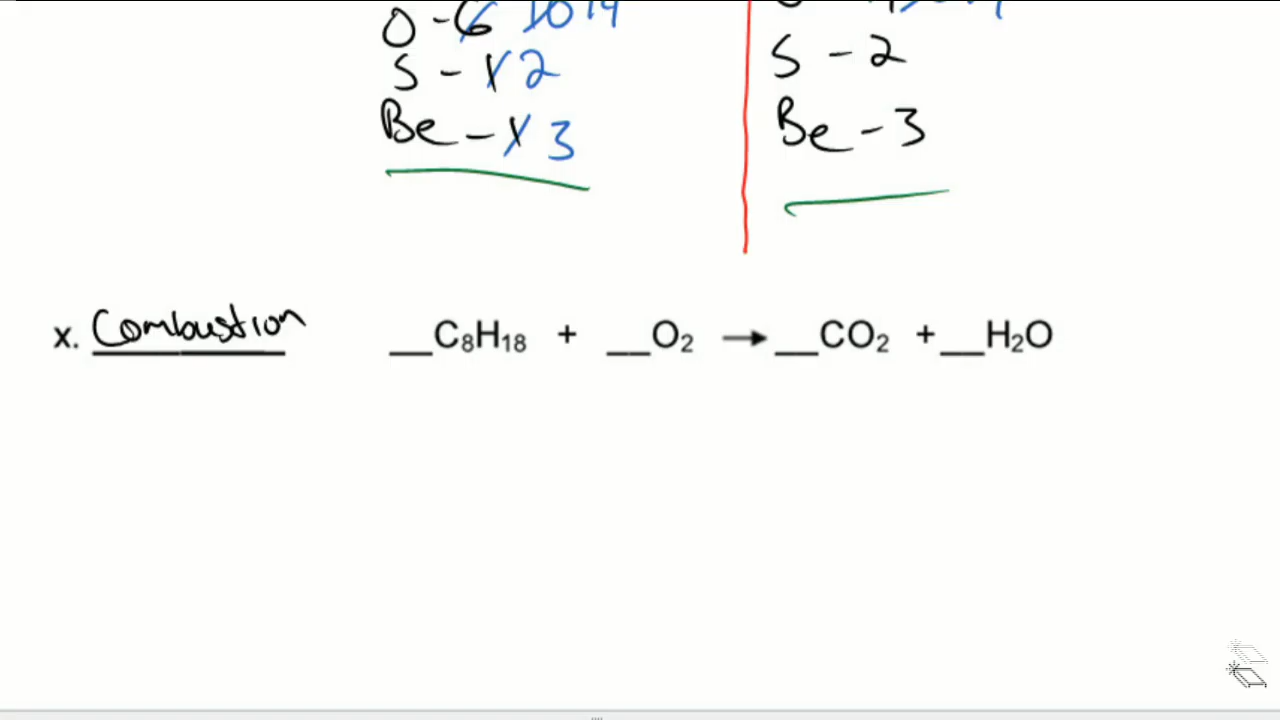 O - 6 10 14
S - 1 2
S - 2
Be - 1 3
Be - 3
x. Combustion __C₈H₁₈ + __O₂ → __CO₂ + __H₂O